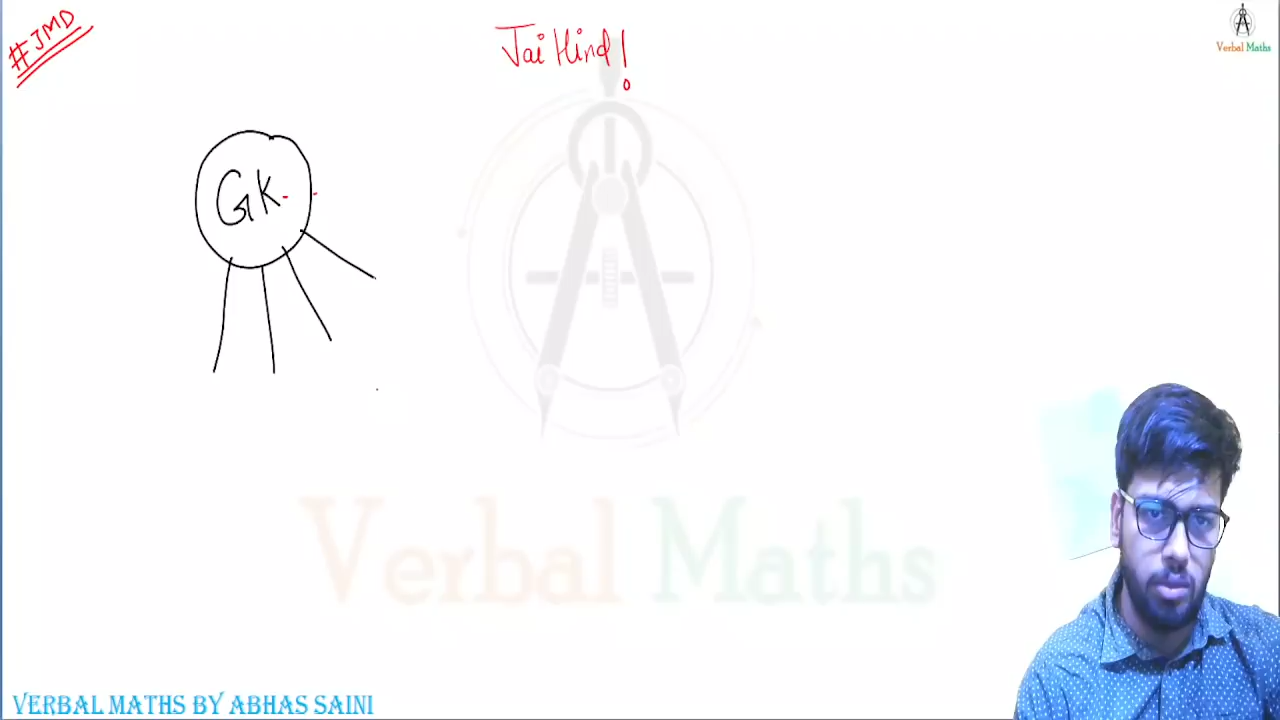 #JMD
Jai Hind!
Verbal Maths
GK
Verbal Maths
VERBAL MATHS BY ABHAS SAINI